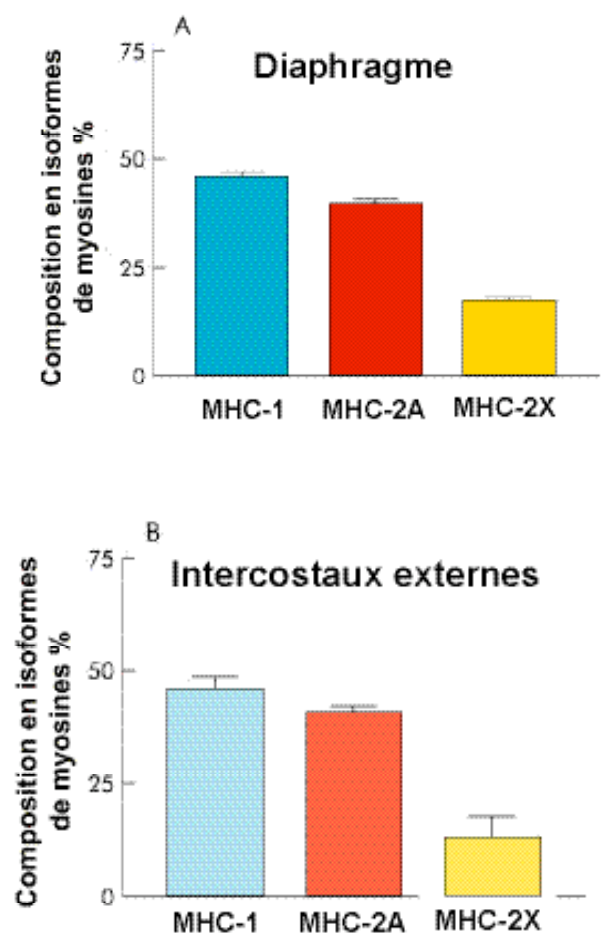 A
Diaphragme
Composition en isoformes
de myosines %
75
50
25
0
MHC-1 MHC-2A MHC-2X
B
Intercostaux externes
Composition en isoformes
de myosines %
75
50
25
0
MHC-1 MHC-2A MHC-2X